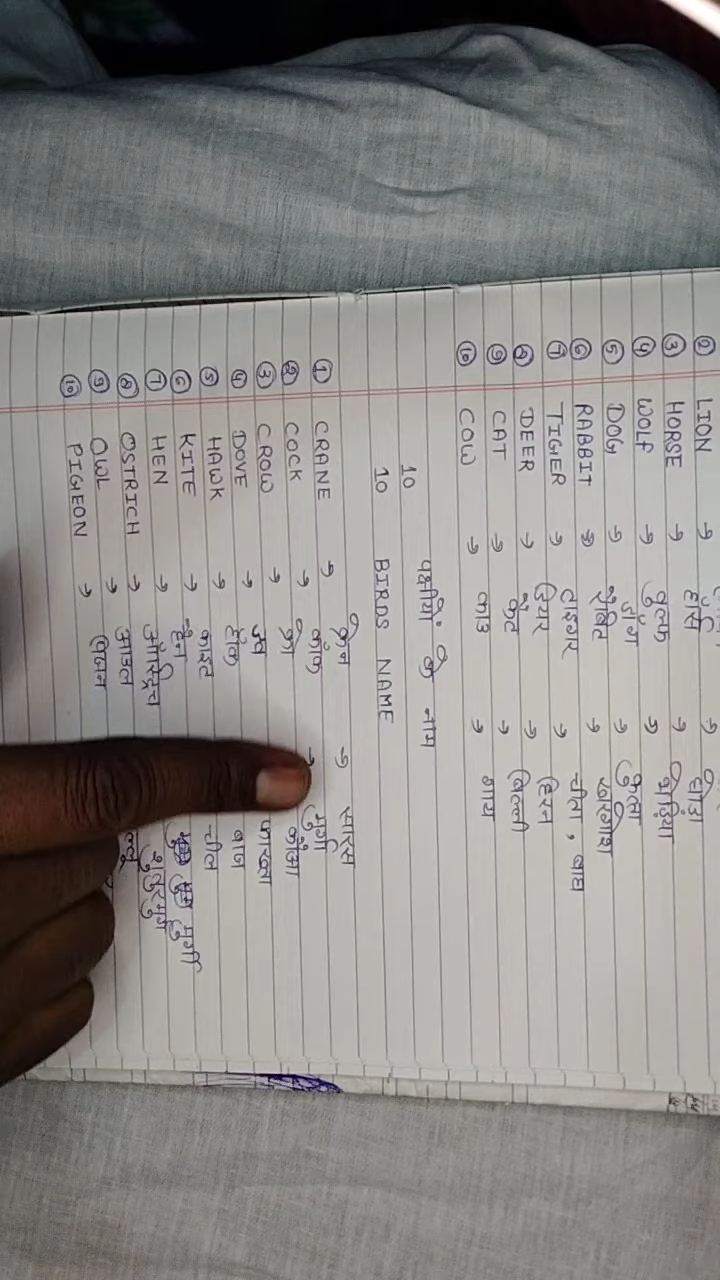 ② LION → → 
③ HORSE → हॉर्स → घोड़ा
④ WOLF → वुल्फ → भेड़िया
⑤ DOG → डॉग → कुत्ता
⑥ RABBIT → रैबिट → खरगोश
⑦ TIGER → टाइगर → चीता , बाघ
⑧ DEER → डियर → हिरन
⑨ CAT → कैट → बिल्ली
⑩ COW → काउ → गाय
10 पक्षीयों के नाम
10 BIRDS NAME
① CRANE → क्रेन → सारस
② COCK → कॉक → मुर्गा
③ CROW → क्रो कौआ
④ DOVE → डव फाख्ता
⑤ HAWK → हॉक बाज
⑥ KITE → काइट चील
⑦ HEN → हैन मुर्गी
⑧ OSTRICH → ऑस्ट्रिच शुतुरमुर्ग
⑨ OWL → आउल
⑩ PIGEON → पिजन